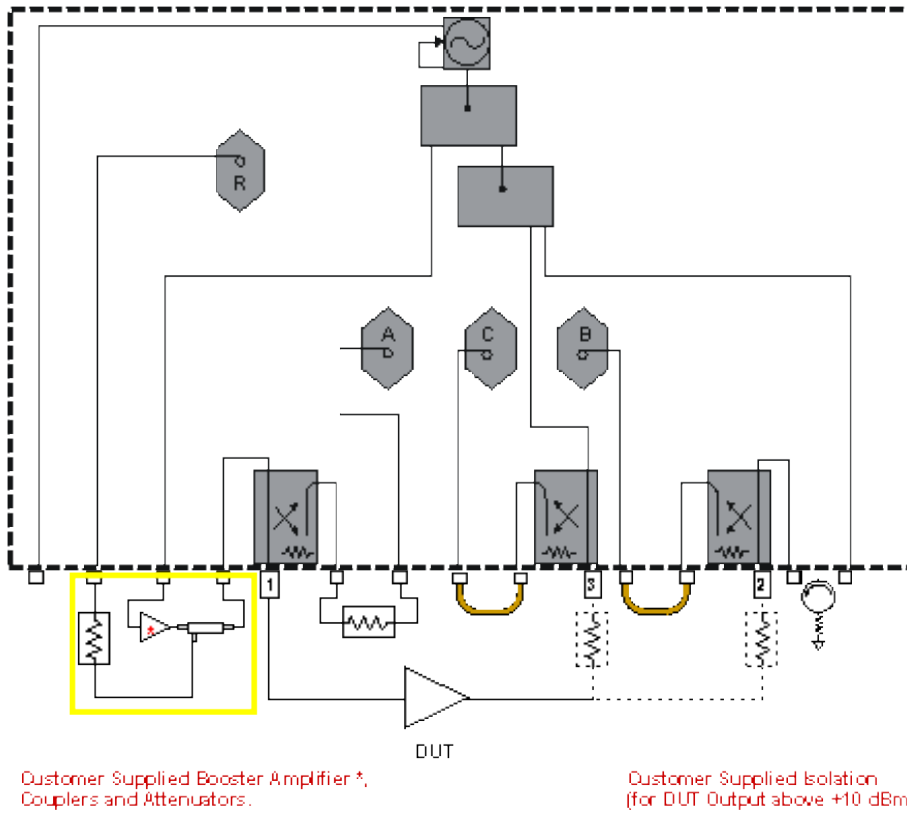 R
A
C
B
1
3
2
*
DUT
Customer Supplied Booster Amplifier *,
Couplers and Attenuators.
Customer Supplied Isolation
(for DUT Output above +10 dBm